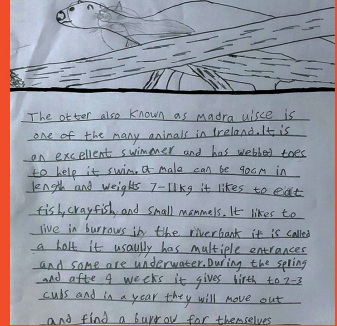 The otter also known as madra uisce is
one of the many animals in Ireland. It is
an excellent swimmer and has webbed toes
to help it swim. a male can be 90cm in
length and weighs 7-11kg it likes to eat
fish, crayfish, and small mammels. It likes to
live in burrows in the riverbank it is called
a holt it usaully has multiple entrances
and some are underwater. During the spring
and afte 9 weeks it gives birth to 2-3
cubs and in a year they will move out
and find a burrow for themselves